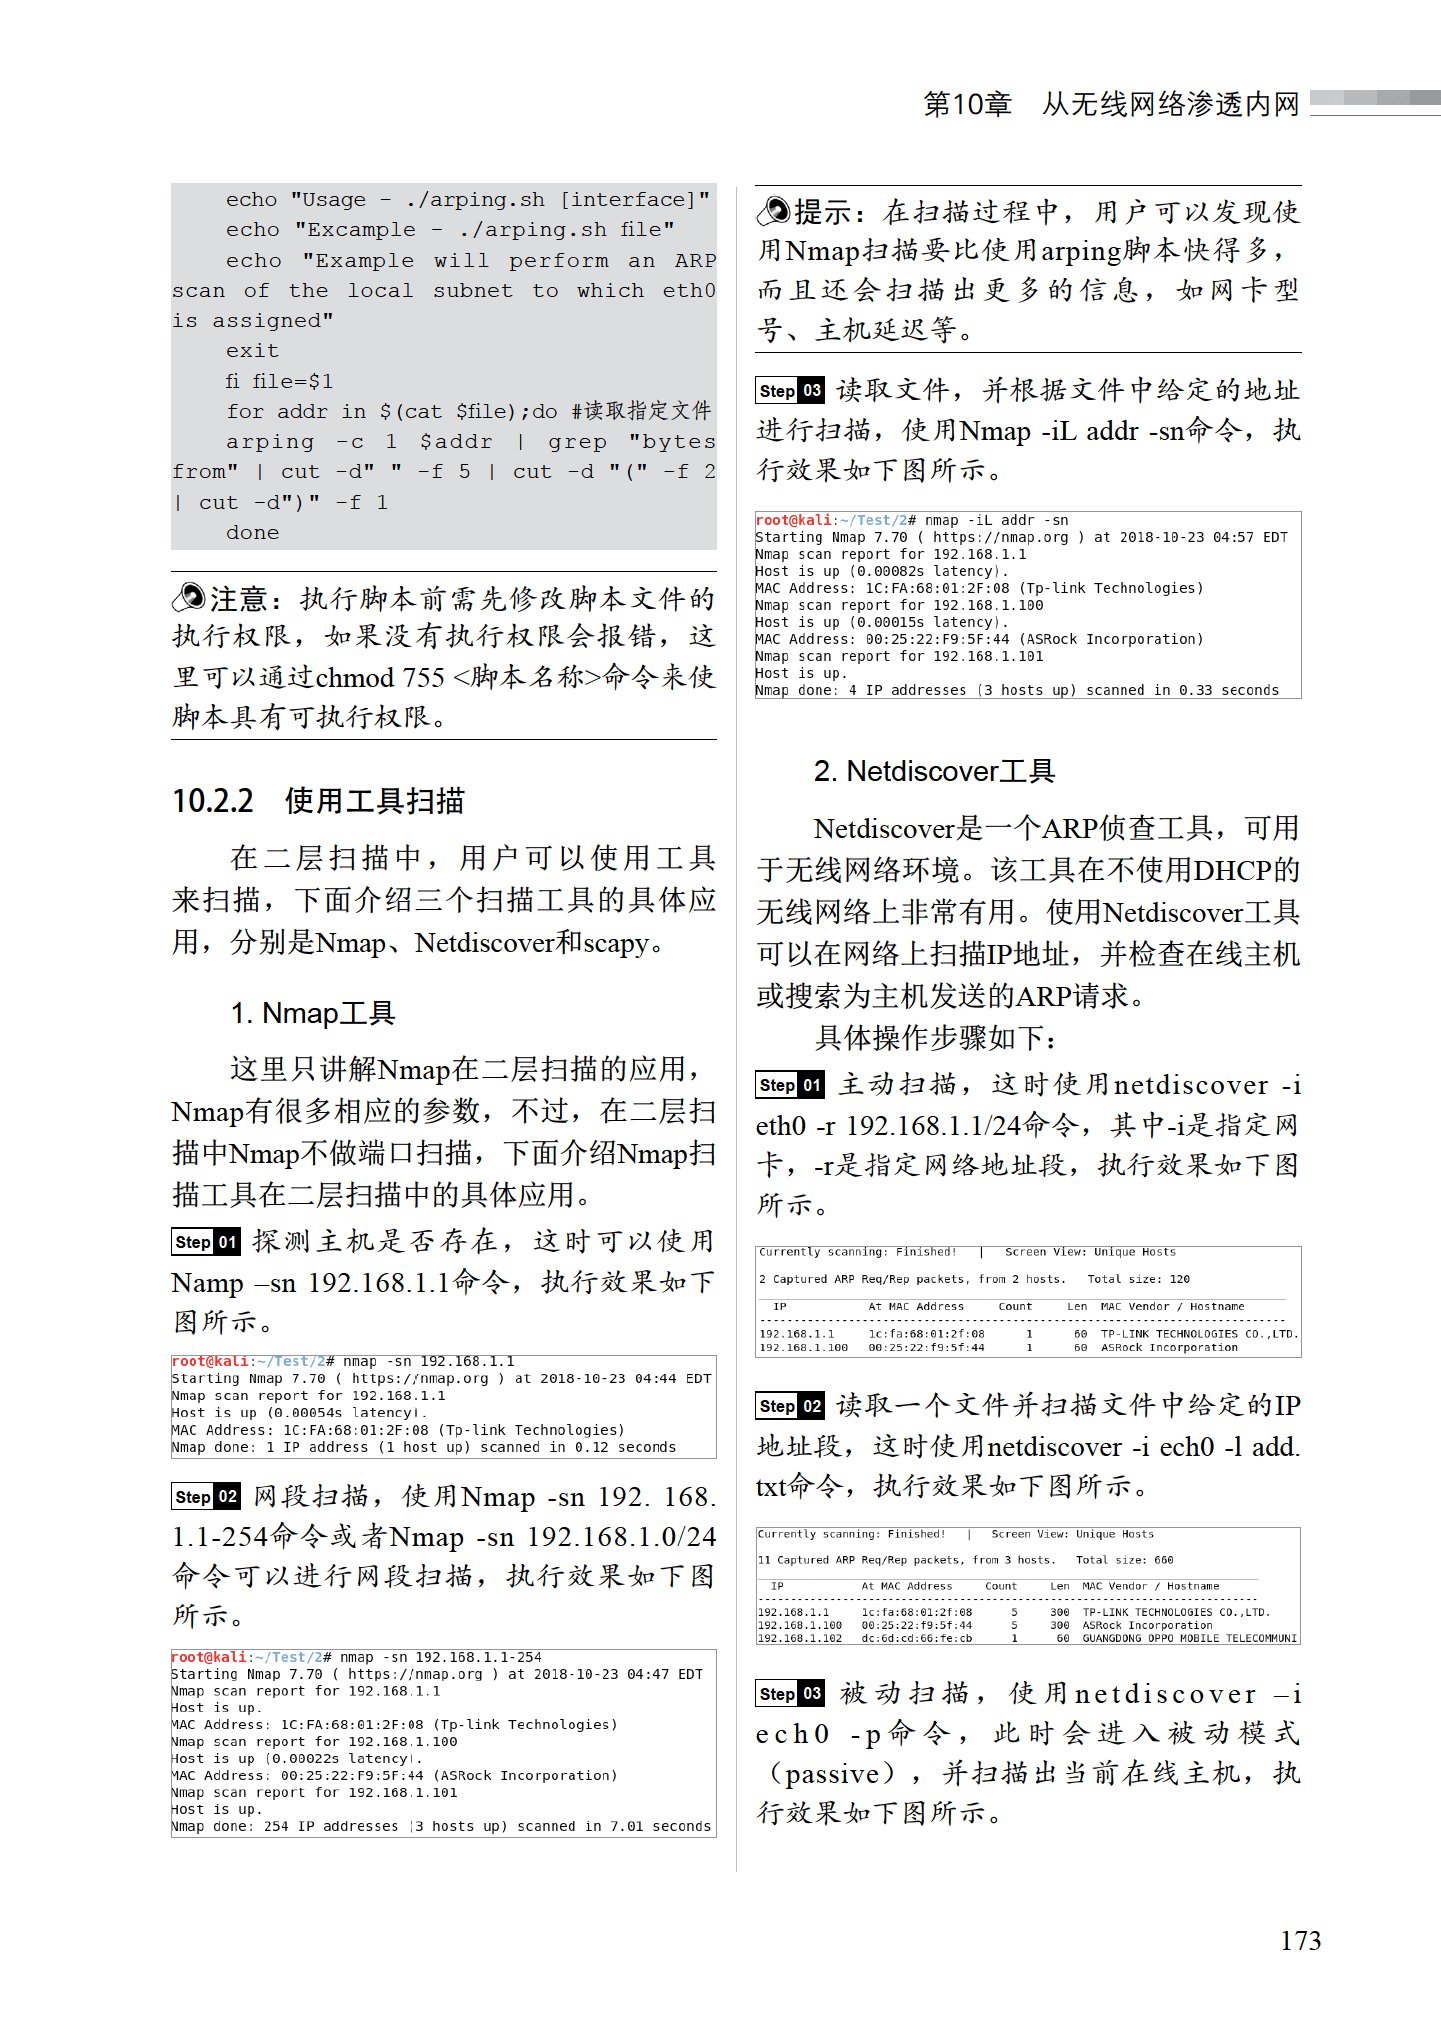 第10章 从无线网络渗透内网
echo "Usage - ./arping.sh [interface]"
echo "Excample - ./arping.sh file"
echo "Example will perform an ARP
scan of the local subnet to which eth0
is assigned"
exit
fi file=$1
for addr in $(cat $file);do #读取指定文件
arping -c 1 $addr | grep "bytes
from" | cut -d" " -f 5 | cut -d "(" -f 2
| cut -d")" -f 1
done
注意：执行脚本前需先修改脚本文件的
执行权限，如果没有执行权限会报错，这
里可以通过chmod 755 <脚本名称>命令来使
脚本具有可执行权限。
10.2.2 使用工具扫描
在二层扫描中，用户可以使用工具
来扫描，下面介绍三个扫描工具的具体应
用，分别是Nmap、Netdiscover和scapy。
1. Nmap工具
这里只讲解Nmap在二层扫描的应用，
Nmap有很多相应的参数，不过，在二层扫
描中Nmap不做端口扫描，下面介绍Nmap扫
描工具在二层扫描中的具体应用。
Step 01 探测主机是否存在，这时可以使用
Namp –sn 192.168.1.1命令，执行效果如下
图所示。
root@kali:~/Test/2# nmap -sn 192.168.1.1
Starting Nmap 7.70 ( https://nmap.org ) at 2018-10-23 04:44 EDT
Nmap scan report for 192.168.1.1
Host is up (0.00054s latency).
MAC Address: 1C:FA:68:01:2F:08 (Tp-link Technologies)
Nmap done: 1 IP address (1 host up) scanned in 0.12 seconds
Step 02 网段扫描，使用Nmap -sn 192. 168.
1.1-254命令或者Nmap -sn 192.168.1.0/24
命令可以进行网段扫描，执行效果如下图
所示。
root@kali:~/Test/2# nmap -sn 192.168.1.1-254
Starting Nmap 7.70 ( https://nmap.org ) at 2018-10-23 04:47 EDT
Nmap scan report for 192.168.1.1
Host is up.
MAC Address: 1C:FA:68:01:2F:08 (Tp-link Technologies)
Nmap scan report for 192.168.1.100
Host is up (0.00022s latency).
MAC Address: 00:25:22:F9:5F:44 (ASRock Incorporation)
Nmap scan report for 192.168.1.101
Host is up.
Nmap done: 254 IP addresses (3 hosts up) scanned in 7.01 seconds
提示：在扫描过程中，用户可以发现使
用Nmap扫描要比使用arping脚本快得多，
而且还会扫描出更多的信息，如网卡型
号、主机延迟等。
Step 03 读取文件，并根据文件中给定的地址
进行扫描，使用Nmap -iL addr -sn命令，执
行效果如下图所示。
root@kali:~/Test/2# nmap -iL addr -sn
Starting Nmap 7.70 ( https://nmap.org ) at 2018-10-23 04:57 EDT
Nmap scan report for 192.168.1.1
Host is up (0.00082s latency).
MAC Address: 1C:FA:68:01:2F:08 (Tp-link Technologies)
Nmap scan report for 192.168.1.100
Host is up (0.00015s latency).
MAC Address: 00:25:22:F9:5F:44 (ASRock Incorporation)
Nmap scan report for 192.168.1.101
Host is up.
Nmap done: 4 IP addresses (3 hosts up) scanned in 0.33 seconds
2. Netdiscover工具
Netdiscover是一个ARP侦查工具，可用
于无线网络环境。该工具在不使用DHCP的
无线网络上非常有用。使用Netdiscover工具
可以在网络上扫描IP地址，并检查在线主机
或搜索为主机发送的ARP请求。
具体操作步骤如下：
Step 01 主动扫描，这时使用netdiscover -i
eth0 -r 192.168.1.1/24命令，其中-i是指定网
卡，-r是指定网络地址段，执行效果如下图
所示。
Currently scanning: Finished! | Screen View: Unique Hosts
2 Captured ARP Req/Rep packets, from 2 hosts. Total size: 120
IP At MAC Address Count Len MAC Vendor / Hostname
-----------------------------------------------------------------------------
192.168.1.1 1c:fa:68:01:2f:08 1 60 TP-LINK TECHNOLOGIES CO.,LTD.
192.168.1.100 00:25:22:f9:5f:44 1 60 ASRock Incorporation
Step 02 读取一个文件并扫描文件中给定的IP
地址段，这时使用netdiscover -i ech0 -l add.
txt命令，执行效果如下图所示。
Currently scanning: Finished! | Screen View: Unique Hosts
11 Captured ARP Req/Rep packets, from 3 hosts. Total size: 660
IP At MAC Address Count Len MAC Vendor / Hostname
-----------------------------------------------------------------------------
192.168.1.1 1c:fa:68:01:2f:08 5 300 TP-LINK TECHNOLOGIES CO.,LTD.
192.168.1.100 00:25:22:f9:5f:44 5 300 ASRock Incorporation
192.168.1.102 dc:6d:cd:66:fe:cb 1 60 GUANGDONG OPPO MOBILE TELECOMMUNI
Step 03 被动扫描，使用netdiscover –i
ech0 -p命令，此时会进入被动模式
（passive），并扫描出当前在线主机，执
行效果如下图所示。
173